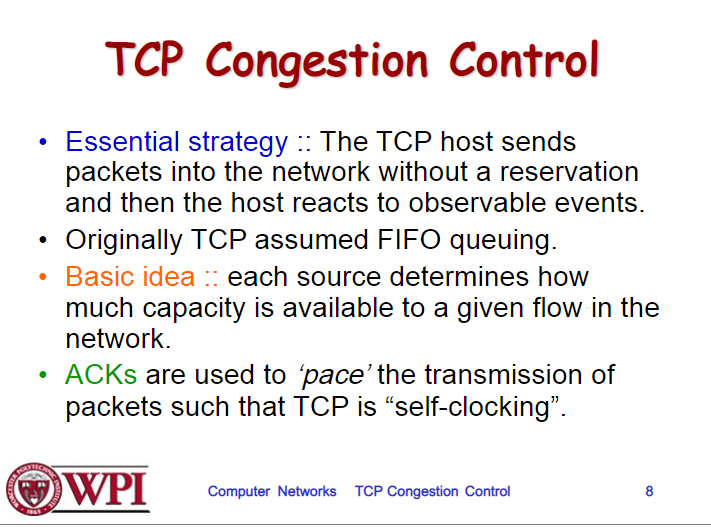 TCP Congestion Control
• Essential strategy :: The TCP host sends
packets into the network without a reservation
and then the host reacts to observable events.
• Originally TCP assumed FIFO queuing.
• Basic idea :: each source determines how
much capacity is available to a given flow in the
network.
• ACKs are used to ‘pace’ the transmission of
packets such that TCP is “self-clocking”.
WPI
Computer Networks TCP Congestion Control 8